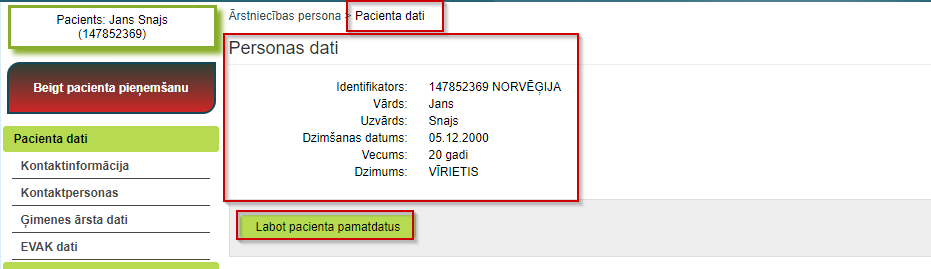 Pacients: Jans Snajs
(147852369)
Beigt pacienta pieņemšanu
Pacienta dati
Kontaktinformācija
Kontaktpersonas
Ģimenes ārsta dati
EVAK dati
Ārstniecības persona > Pacienta dati
Personas dati
Identifikators: 147852369 NORVĒĢIJA
Vārds: Jans
Uzvārds: Snajs
Dzimšanas datums: 05.12.2000
Vecums: 20 gadi
Dzimums: VĪRIETIS
Labot pacienta pamatdatus